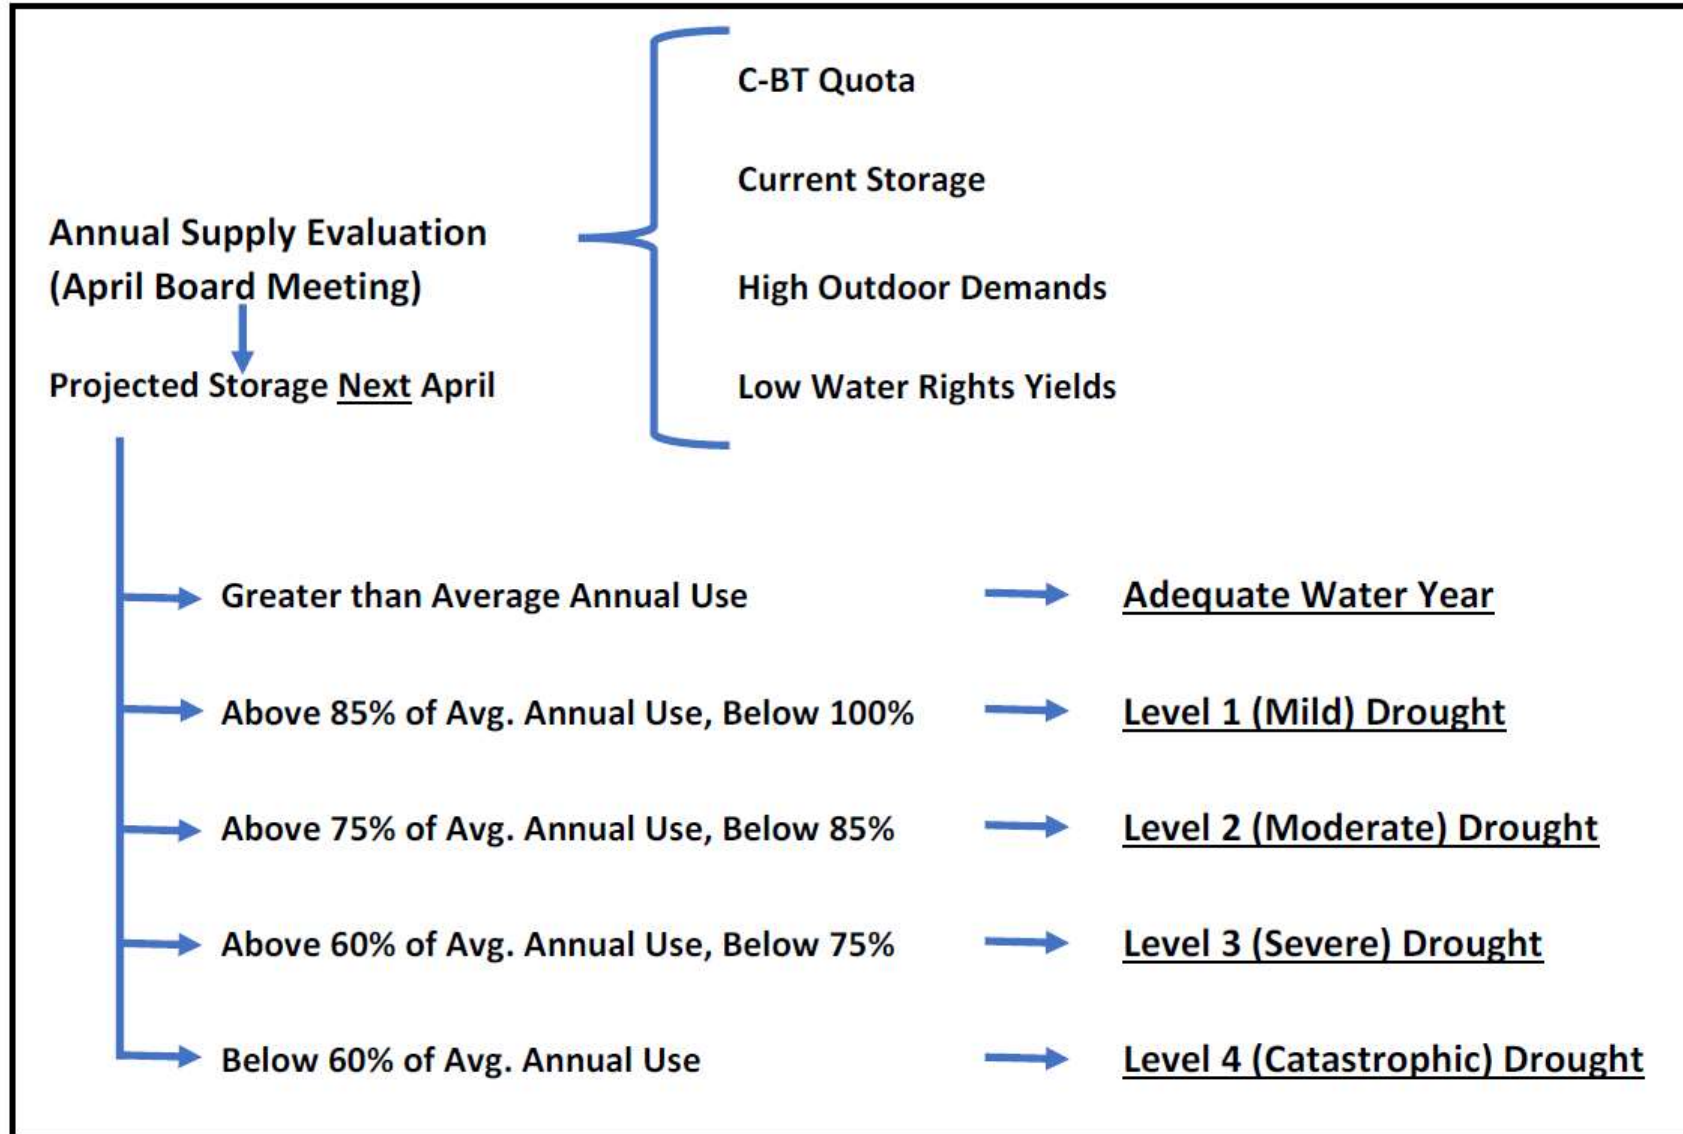 C-BT Quota
Current Storage
Annual Supply Evaluation
(April Board Meeting)
High Outdoor Demands
Projected Storage Next April
Low Water Rights Yields
Greater than Average Annual Use
Adequate Water Year
Above 85% of Avg. Annual Use, Below 100%
Level 1 (Mild) Drought
Above 75% of Avg. Annual Use, Below 85%
Level 2 (Moderate) Drought
Above 60% of Avg. Annual Use, Below 75%
Level 3 (Severe) Drought
Below 60% of Avg. Annual Use
Level 4 (Catastrophic) Drought